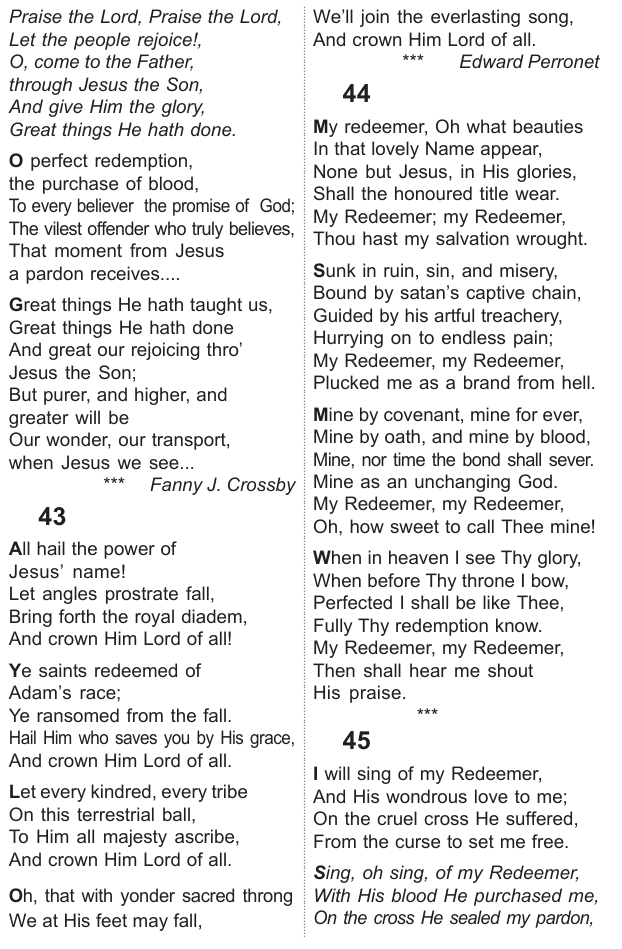 Praise the Lord, Praise the Lord,
Let the people rejoice!,
O, come to the Father,
through Jesus the Son,
And give Him the glory,
Great things He hath done.
O perfect redemption,
the purchase of blood,
To every believer the promise of God;
The vilest offender who truly believes,
That moment from Jesus
a pardon receives....
Great things He hath taught us,
Great things He hath done
And great our rejoicing thro'
Jesus the Son;
But purer, and higher, and
greater will be
Our wonder, our transport,
when Jesus we see...
*** Fanny J. Crossby
43
All hail the power of
Jesus' name!
Let angles prostrate fall,
Bring forth the royal diadem,
And crown Him Lord of all!
Ye saints redeemed of
Adam's race;
Ye ransomed from the fall.
Hail Him who saves you by His grace,
And crown Him Lord of all.
Let every kindred, every tribe
On this terrestrial ball,
To Him all majesty ascribe,
And crown Him Lord of all.
Oh, that with yonder sacred throng
We at His feet may fall,
We'll join the everlasting song,
And crown Him Lord of all.
*** Edward Perronet
44
My redeemer, Oh what beauties
In that lovely Name appear,
None but Jesus, in His glories,
Shall the honoured title wear.
My Redeemer; my Redeemer,
Thou hast my salvation wrought.
Sunk in ruin, sin, and misery,
Bound by satan's captive chain,
Guided by his artful treachery,
Hurrying on to endless pain;
My Redeemer, my Redeemer,
Plucked me as a brand from hell.
Mine by covenant, mine for ever,
Mine by oath, and mine by blood,
Mine, nor time the bond shall sever.
Mine as an unchanging God.
My Redeemer, my Redeemer,
Oh, how sweet to call Thee mine!
When in heaven I see Thy glory,
When before Thy throne I bow,
Perfected I shall be like Thee,
Fully Thy redemption know.
My Redeemer, my Redeemer,
Then shall hear me shout
His praise.
***
45
I will sing of my Redeemer,
And His wondrous love to me;
On the cruel cross He suffered,
From the curse to set me free.
Sing, oh sing, of my Redeemer,
With His blood He purchased me,
On the cross He sealed my pardon,